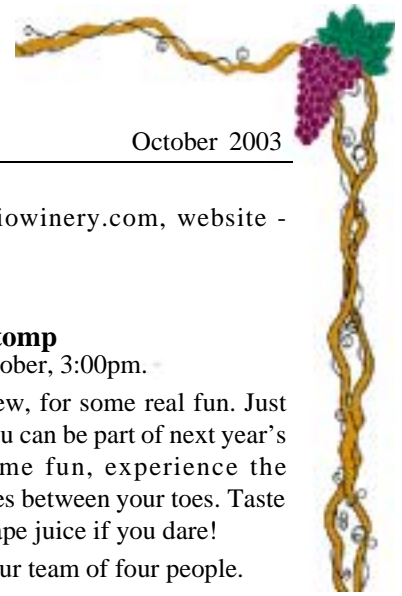 October 2003
iowinery.com, website -
tomp
ober, 3:00pm.
ew, for some real fun. Just
u can be part of next year's
me fun, experience the
es between your toes. Taste
ape juice if you dare!
ur team of four people.